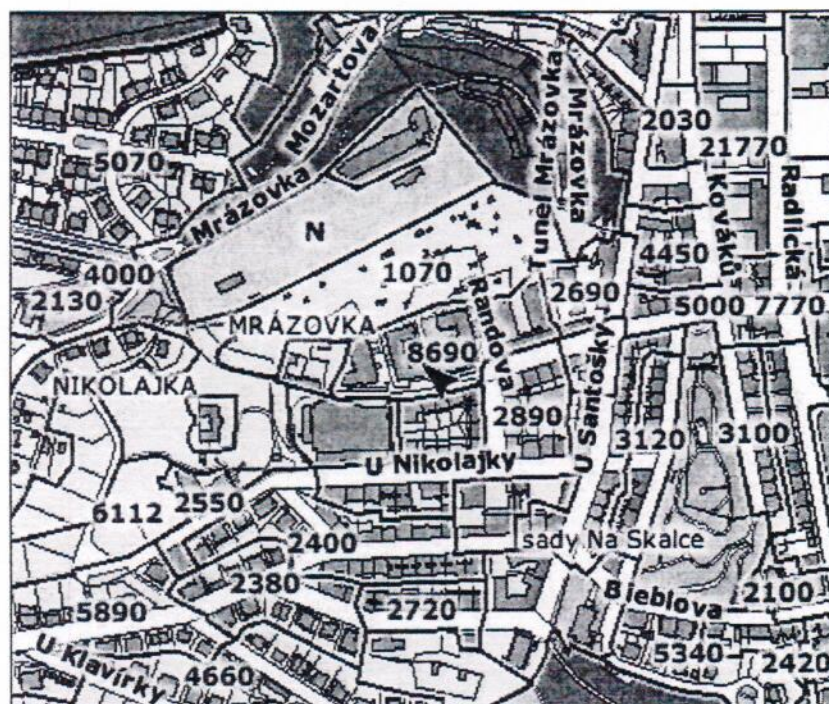 Mozartova
Mrázovka
Tunel Mrázovka
Mrázovka
2030
21770
5070
Kováků
Radlická
N
4000
1070
4450
2130
2690
5000
7770
MRÁZOVKA
Randova
8690
NIKOLAJKA
2890
U Santošky
3120
3100
U Nikolajky
2550
6112
2400
sady Na Skalce
2380
Bieblova
2100
5890
2720
5340
2420
U Klavírky
4660